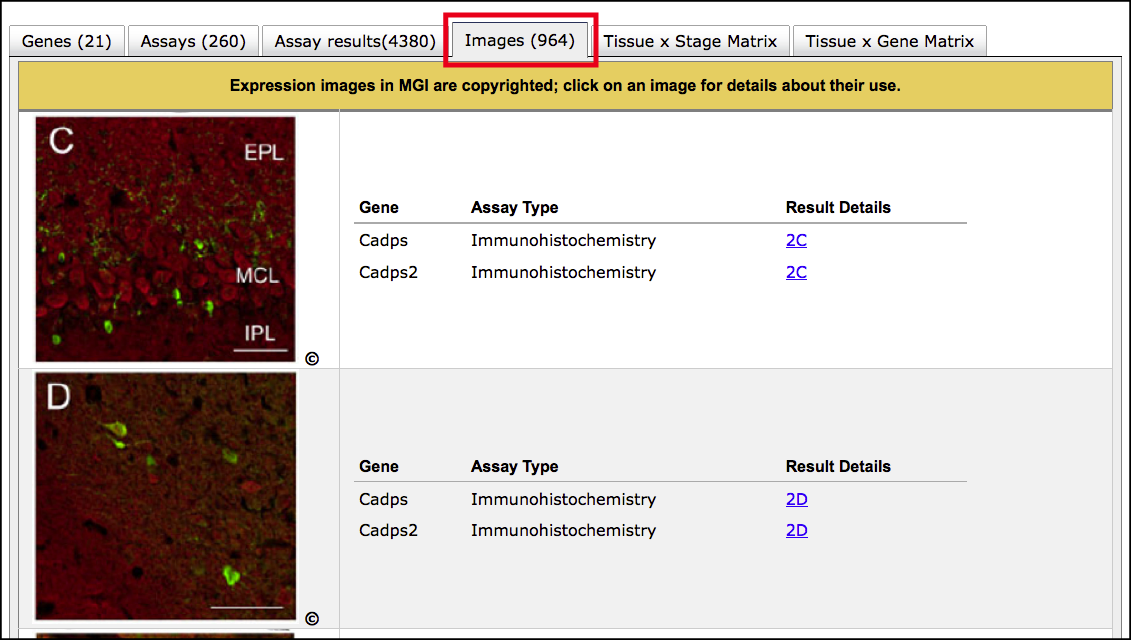 Genes (21) Assays (260) Assay results(4380) Images (964) Tissue x Stage Matrix Tissue x Gene Matrix
Expression images in MGI are copyrighted; click on an image for details about their use.
C
EPL
MCL
IPL
©
Gene Assay Type Result Details
Cadps Immunohistochemistry 2C
Cadps2 Immunohistochemistry 2C
D
©
Gene Assay Type Result Details
Cadps Immunohistochemistry 2D
Cadps2 Immunohistochemistry 2D